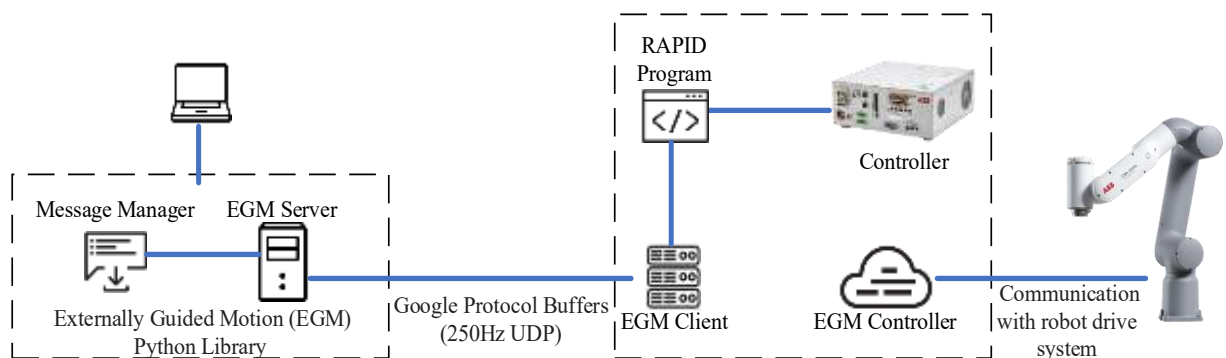 RAPID
Program
</>
Controller
Message Manager
EGM Server
Externally Guided Motion (EGM)
Python Library
Google Protocol Buffers
(250Hz UDP)
EGM Client
EGM Controller
Communication
with robot drive
system
ABB